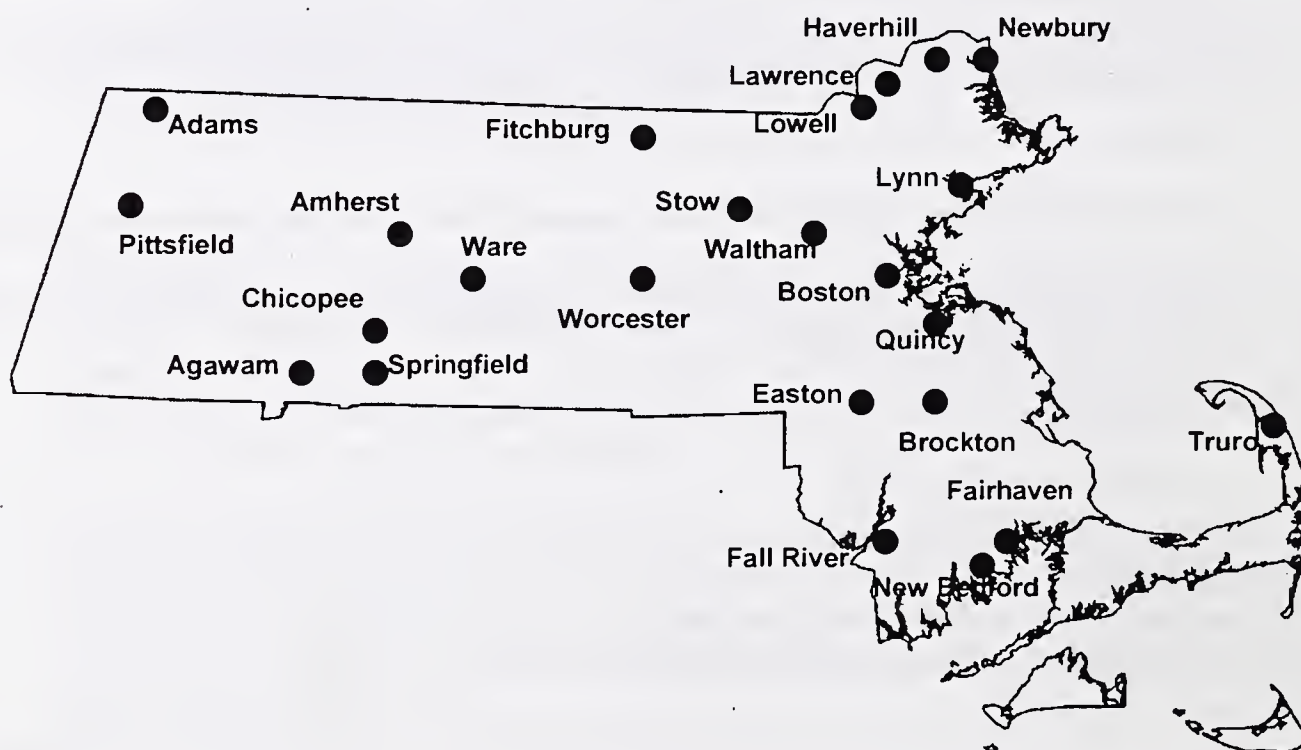 Haverhill
Newbury
Lawrence
Lowell
Adams
Fitchburg
Lynn
Stow
Amherst
Pittsfield
Ware
Waltham
Boston
Chicopee
Worcester
Quincy
Agawam
Springfield
Easton
Brockton
Truro
Fairhaven
Fall River
New Bedford